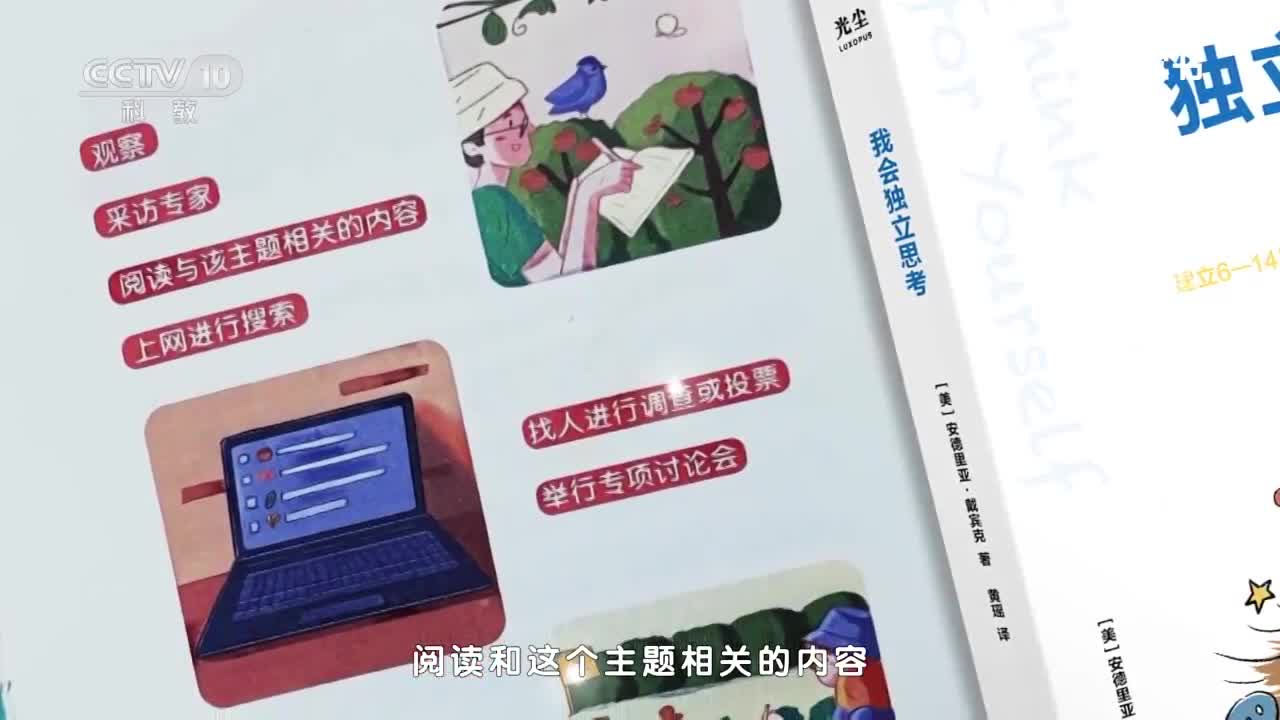 CCTV 10
科教
观察
采访专家
阅读与该主题相关的内容
上网进行搜索
找人进行调查或投票
举行专项讨论会
光尘
LUXOPUS
我会独立思考
[美]安德里亚·戴宾克 著 黄瑶 译
Think
for Yourself
独立
建立6—14
[美]安德里亚
阅读和这个主题相关的内容